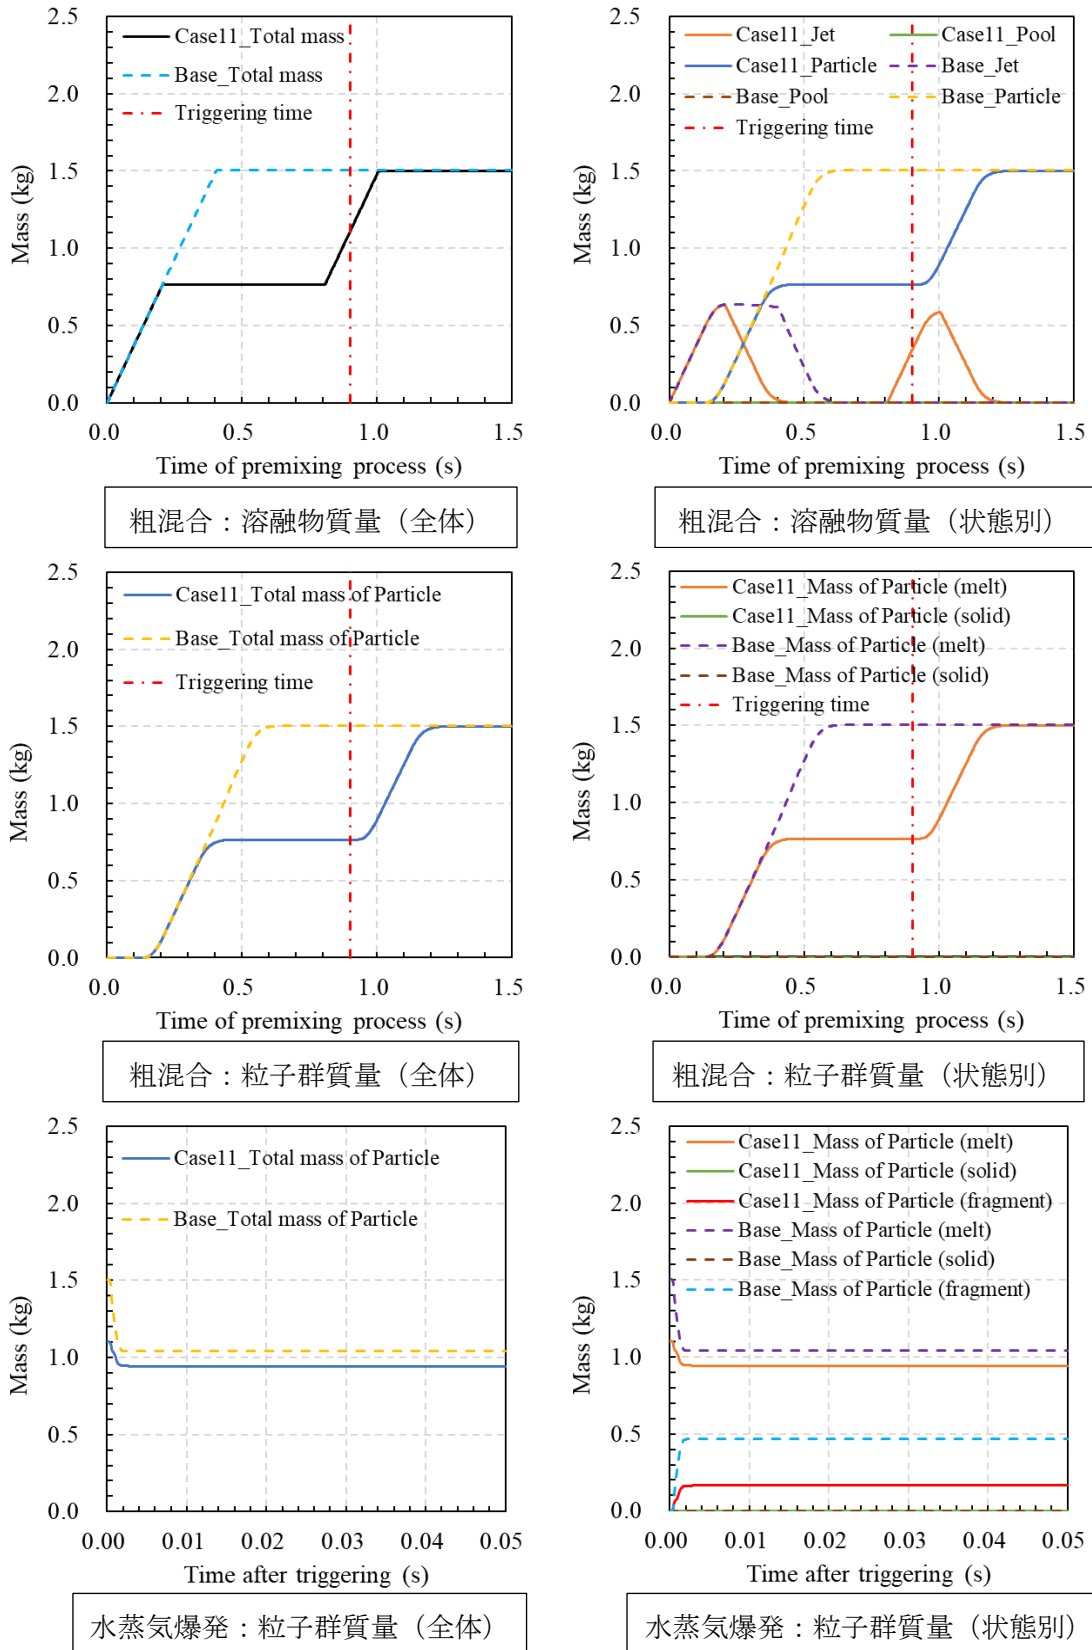 2.5
2.0
1.5
1.0
0.5
0.0
Mass (kg)
Case11_Total mass
Base_Total mass
Triggering time
0.0 0.5 1.0 1.5
Time of premixing process (s)
粗混合：溶融物質量（全体）
2.5
2.0
1.5
1.0
0.5
0.0
Mass (kg)
Case11_Jet Case11_Pool
Case11_Particle Base_Jet
Base_Pool Base_Particle
Triggering time
0.0 0.5 1.0 1.5
Time of premixing process (s)
粗混合：溶融物質量（状態別）
2.5
2.0
1.5
1.0
0.5
0.0
Mass (kg)
Case11_Total mass of Particle
Base_Total mass of Particle
Triggering time
0.0 0.5 1.0 1.5
Time of premixing process (s)
粗混合：粒子群質量（全体）
2.5
2.0
1.5
1.0
0.5
0.0
Mass (kg)
Case11_Mass of Particle (melt)
Case11_Mass of Particle (solid)
Base_Mass of Particle (melt)
Base_Mass of Particle (solid)
Triggering time
0.0 0.5 1.0 1.5
Time of premixing process (s)
粗混合：粒子群質量（状態別）
2.5
2.0
1.5
1.0
0.5
0.0
Mass (kg)
Case11_Total mass of Particle
Base_Total mass of Particle
0.00 0.01 0.02 0.03 0.04 0.05
Time after triggering (s)
水蒸気爆発：粒子群質量（全体）
2.5
2.0
1.5
1.0
0.5
0.0
Mass (kg)
Case11_Mass of Particle (melt)
Case11_Mass of Particle (solid)
Case11_Mass of Particle (fragment)
Base_Mass of Particle (melt)
Base_Mass of Particle (solid)
Base_Mass of Particle (fragment)
0.00 0.01 0.02 0.03 0.04 0.05
Time after triggering (s)
水蒸気爆発：粒子群質量（状態別）